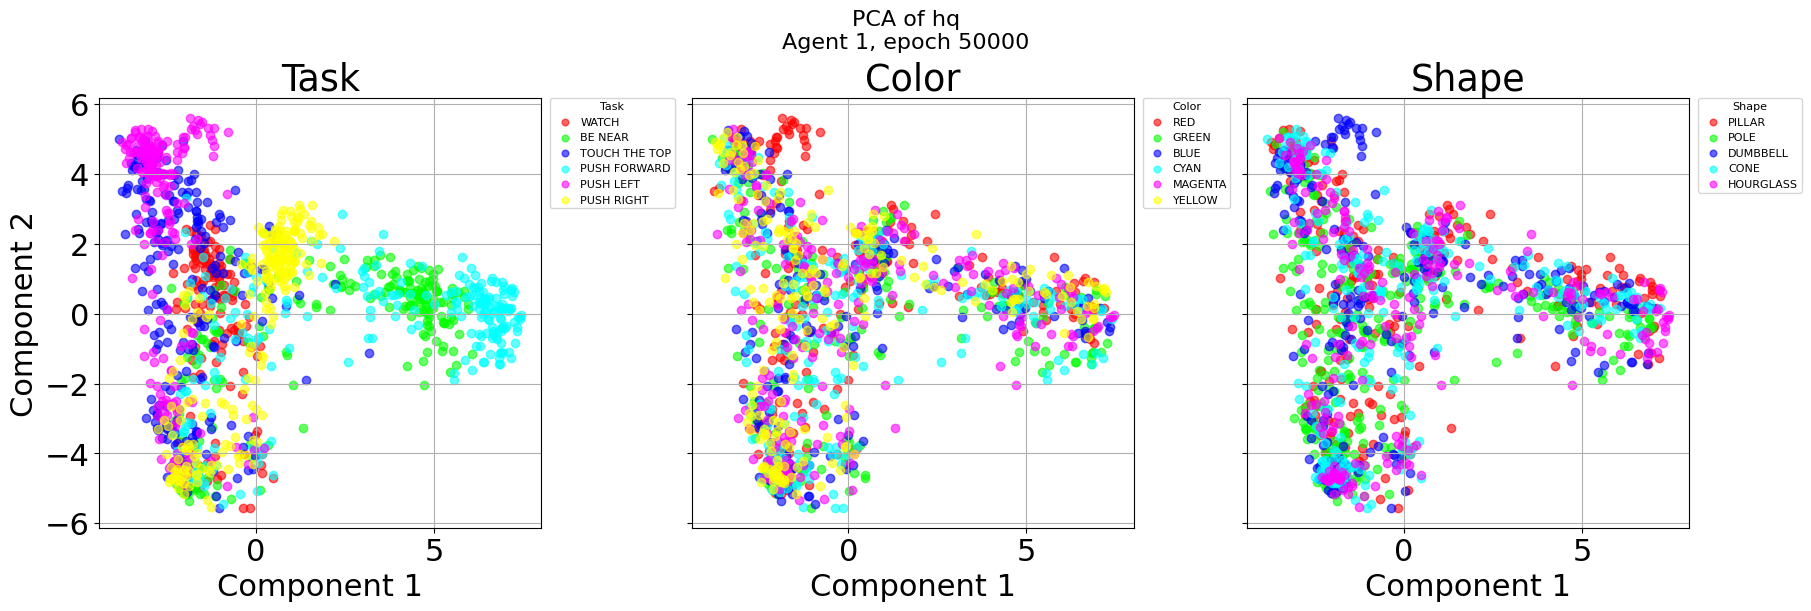 PCA of hq
Agent 1, epoch 50000
Task
Color
Shape
Component 2
6
4
2
0
−2
−4
−6
0 5
Component 1
Task
WATCH
BE NEAR
TOUCH THE TOP
PUSH FORWARD
PUSH LEFT
PUSH RIGHT
0 5
Component 1
Color
RED
GREEN
BLUE
CYAN
MAGENTA
YELLOW
0 5
Component 1
Shape
PILLAR
POLE
DUMBBELL
CONE
HOURGLASS